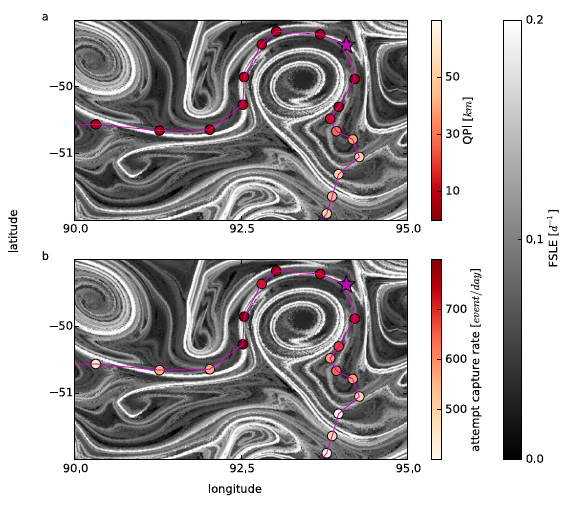 a
−50
−51
90.0 92.5 95.0
50
30
10
QPI [km]
0.2
0,1
0.0
FSLE [d⁻¹]
latitude
b
−50
−51
90.0 92.5 95.0
longitude
700
600
500
attempt capture rate [event/day]